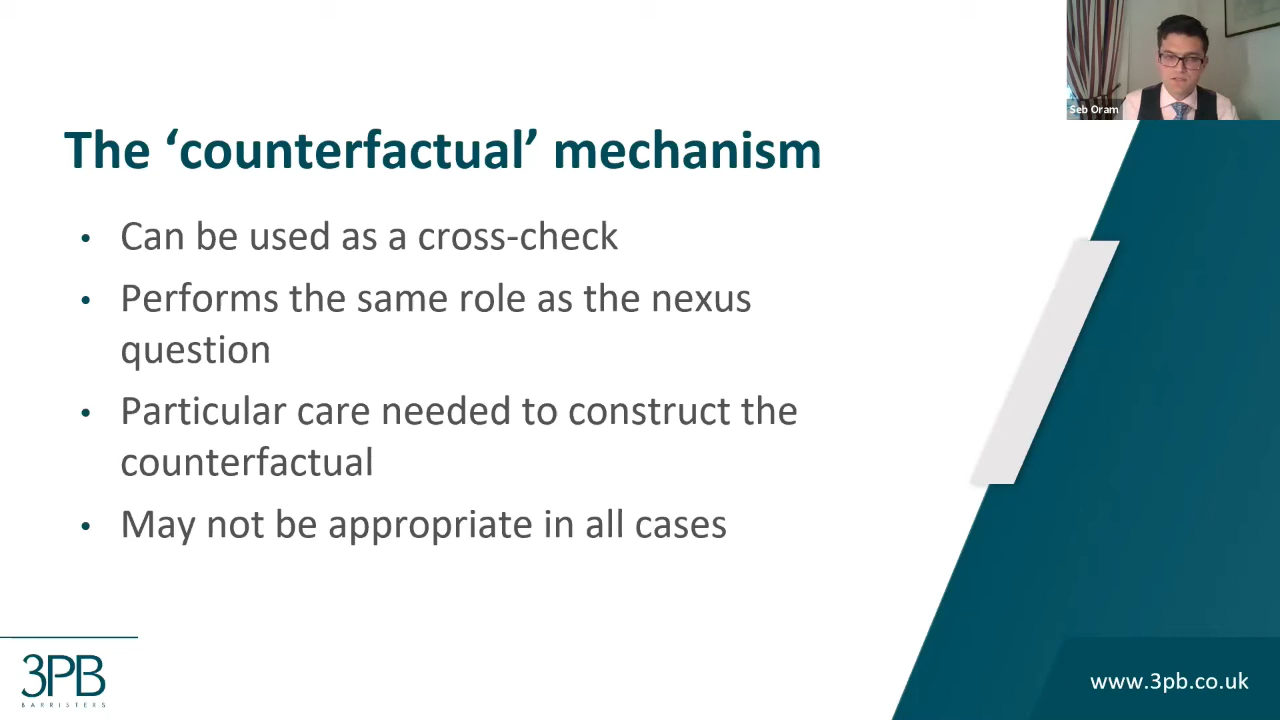 Seb Oram
The ‘counterfactual’ mechanism
• Can be used as a cross-check
• Performs the same role as the nexus
question
• Particular care needed to construct the
counterfactual
• May not be appropriate in all cases
3PB
BARRISTERS
www.3pb.co.uk